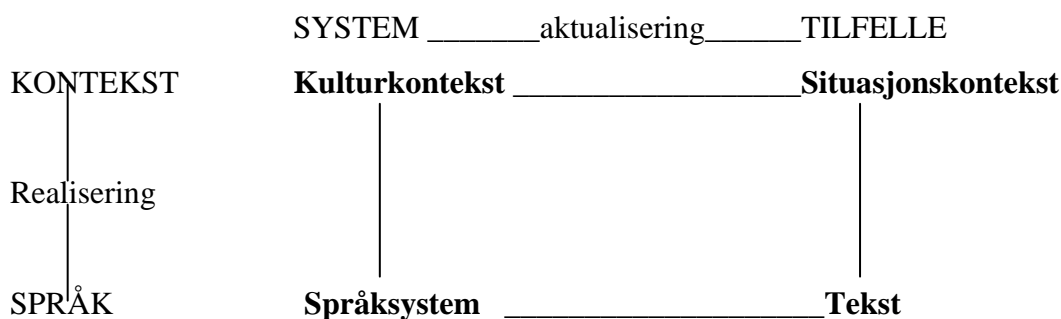 SYSTEM _______aktualisering______TILFELLE
KONTEKST Kulturkontekst __________________Situasjonskontekst
Realisering
SPRÅK Språksystem ____________________Tekst